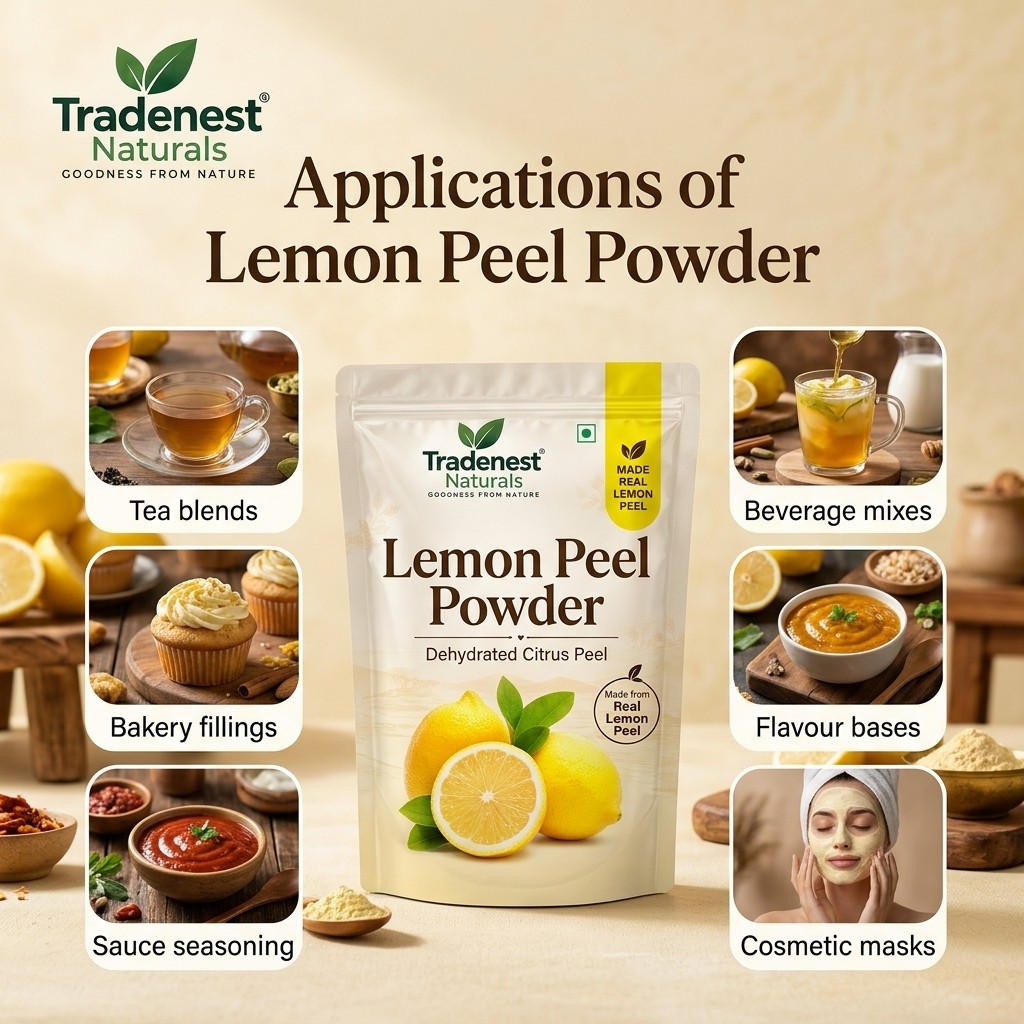 Tradenest®
Naturals
GOODNESS FROM NATURE
Applications of
Lemon Peel Powder
Tea blends
Bakery fillings
Sauce seasoning
Tradenest®
Naturals
GOODNESS FROM NATURE
MADE
REAL
LEMON
PEEL
Lemon Peel
Powder
Dehydrated Citrus Peel
Made from
Real
Lemon
Peel
Beverage mixes
Flavour bases
Cosmetic masks